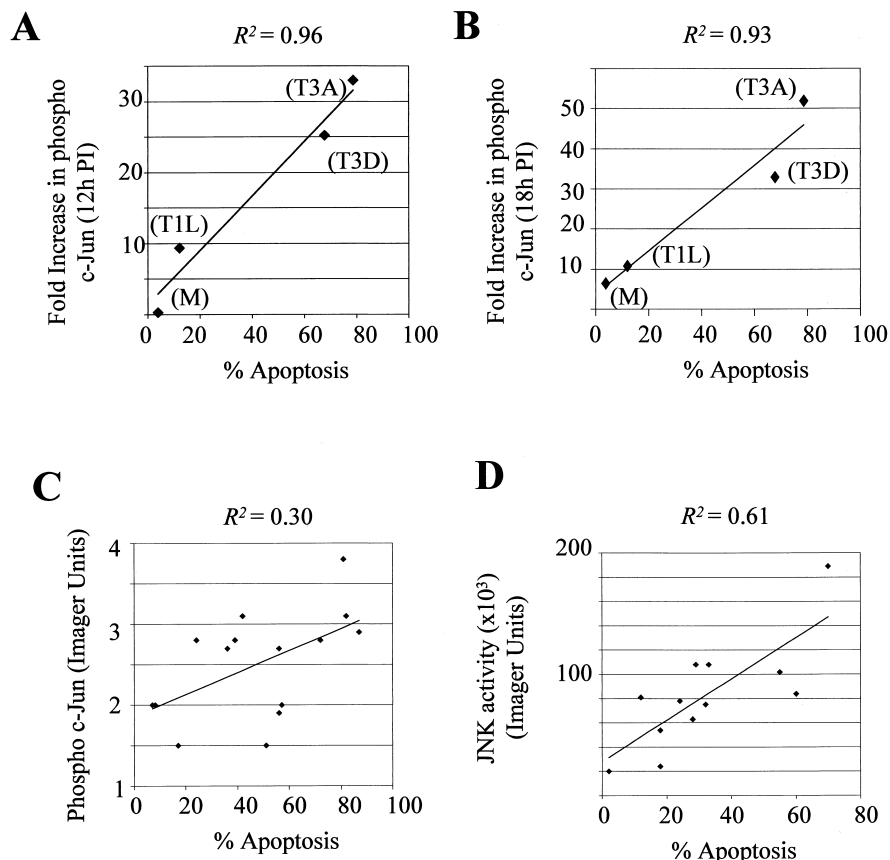 A
R² = 0.96
Fold Increase in phospho
c-Jun (12h PI)
30
20
10
(T3A)
(T3D)
(T1L)
(M)
0 20 40 60 80 100
% Apoptosis
B
R² = 0.93
Fold Increase in phospho
c-Jun (18h PI)
50
40
30
20
10
(T3A)
(T3D)
(T1L)
(M)
0 20 40 60 80 100
% Apoptosis
C
R² = 0.30
Phospho c-Jun (Imager Units)
4
3
2
1
0 20 40 60 80 100
% Apoptosis
D
R² = 0.61
JNK activity (x10³)
(Imager Units)
200
100
0 20 40 60 80
% Apoptosis